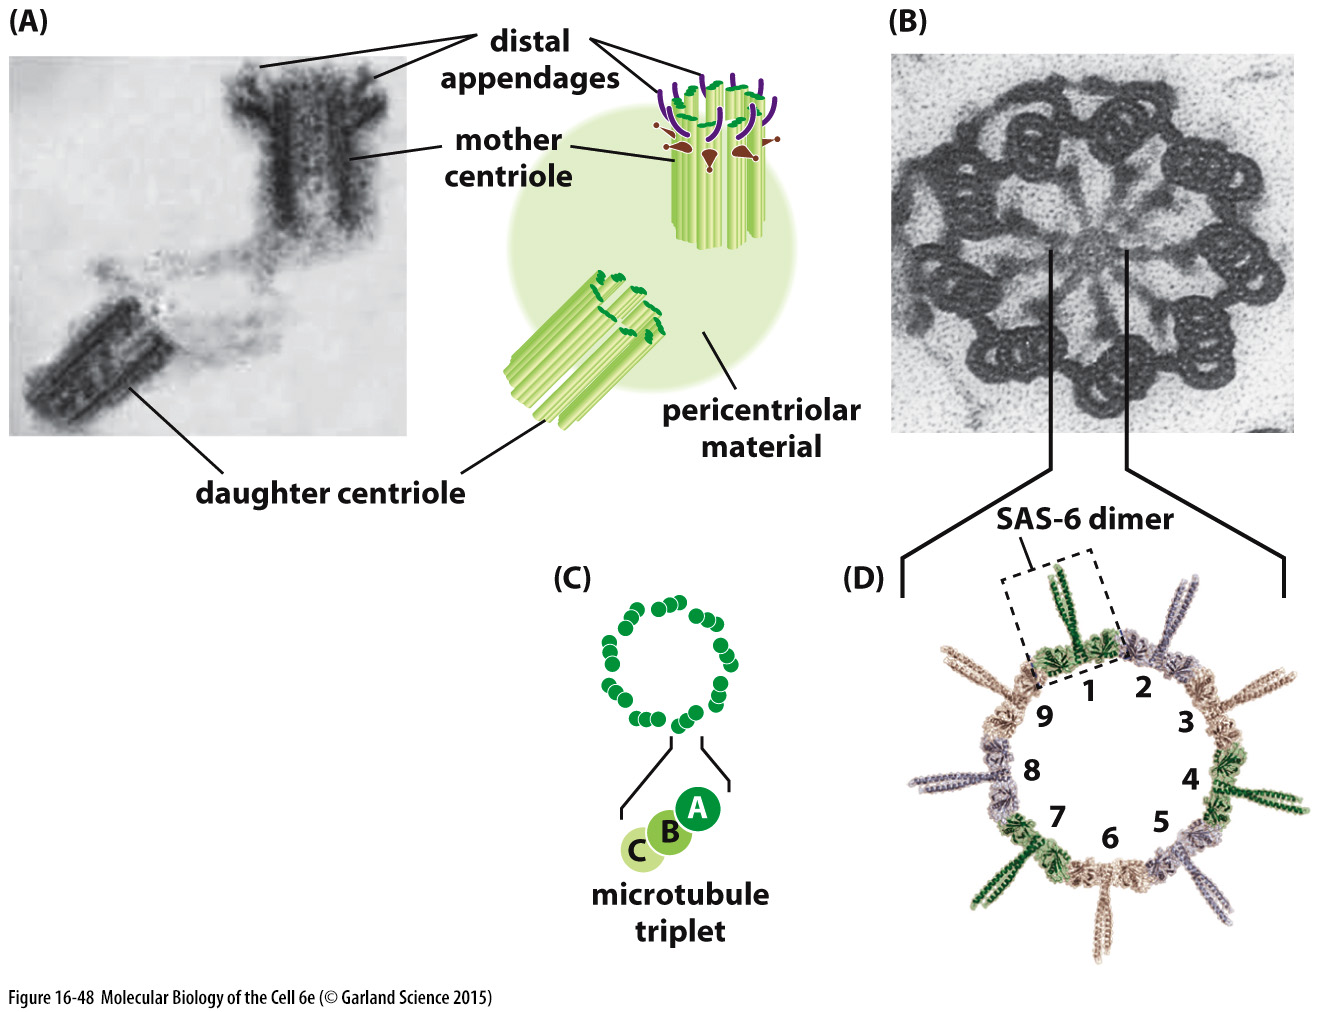 (A)
(B)
distal
appendages
mother
centriole
pericentriolar
material
daughter centriole
SAS-6 dimer
(C)
(D)
1
2
3
4
5
6
7
8
9
A
B
C
microtubule
triplet
Figure 16-48 Molecular Biology of the Cell 6e (© Garland Science 2015)